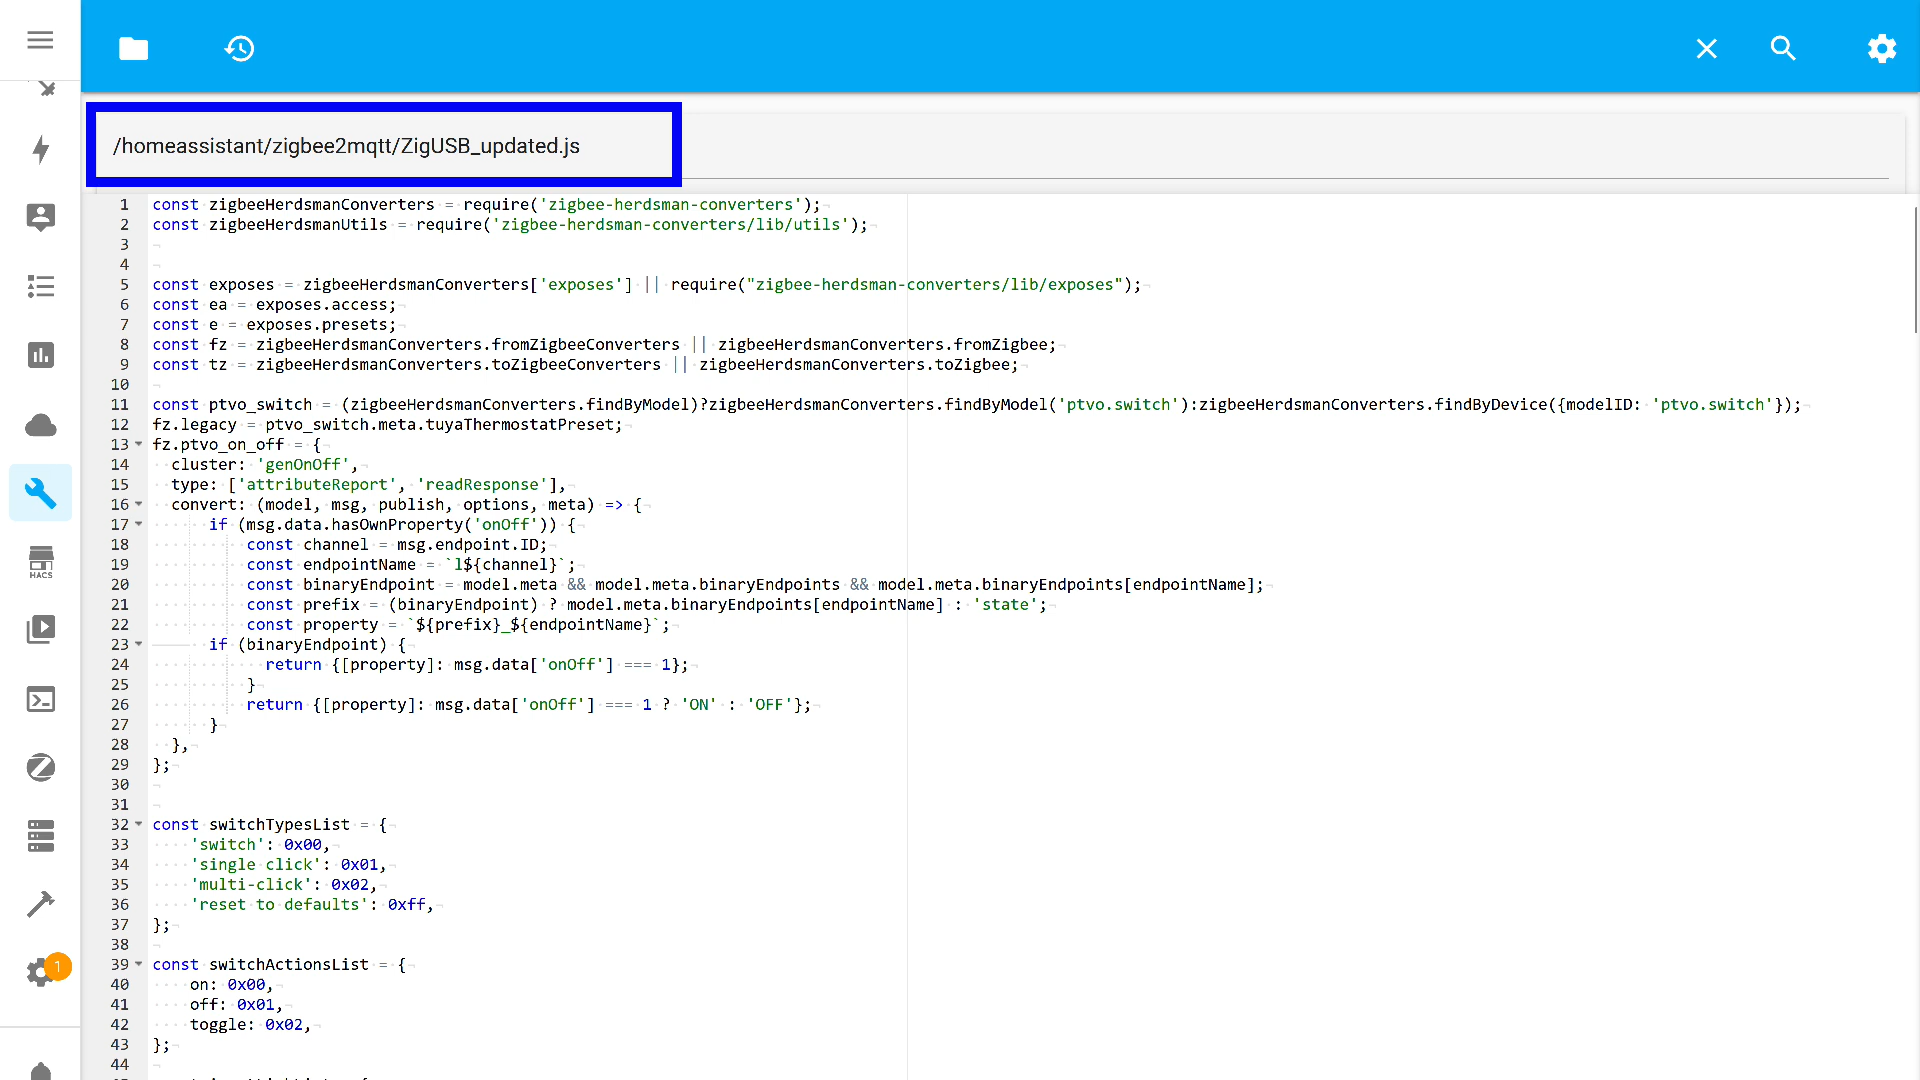 /homeassistant/zigbee2mqtt/ZigUSB_updated.js
1 const zigbeeHerdsmanConverters = require('zigbee-herdsman-converters');
2 const zigbeeHerdsmanUtils = require('zigbee-herdsman-converters/lib/utils');
3
4
5 const exposes = zigbeeHerdsmanConverters['exposes'] || require("zigbee-herdsman-converters/lib/exposes");
6 const ea = exposes.access;
7 const e = exposes.presets;
8 const fz = zigbeeHerdsmanConverters.fromZigbeeConverters || zigbeeHerdsmanConverters.fromZigbee;
9 const tz = zigbeeHerdsmanConverters.toZigbeeConverters || zigbeeHerdsmanConverters.toZigbee;
10
11 const ptvo_switch = (zigbeeHerdsmanConverters.findByModel)?zigbeeHerdsmanConverters.findByModel('ptvo.switch'):zigbeeHerdsmanConverters.findByDevice({modelID: 'ptvo.switch'});
12 fz.legacy = ptvo_switch.meta.tuyaThermostatPreset;
13 fz.ptvo_on_off = {
14 cluster: 'genOnOff',
15 type: ['attributeReport', 'readResponse'],
16 convert: (model, msg, publish, options, meta) => {
17 if (msg.data.hasOwnProperty('onOff')) {
18 const channel = msg.endpoint.ID;
19 const endpointName = `l${channel}`;
20 const binaryEndpoint = model.meta && model.meta.binaryEndpoints && model.meta.binaryEndpoints[endpointName];
21 const prefix = (binaryEndpoint) ? model.meta.binaryEndpoints[endpointName] : 'state';
22 const property = `${prefix}_${endpointName}`;
23 if (binaryEndpoint) {
24 return {[property]: msg.data['onOff'] === 1};
25 }
26 return {[property]: msg.data['onOff'] === 1 ? 'ON' : 'OFF'};
27 }
28 },
29 };
30
31
32 const switchTypesList = {
33 'switch': 0x00,
34 'single click': 0x01,
35 'multi-click': 0x02,
36 'reset to defaults': 0xff,
37 };
38
39 const switchActionsList = {
40 on: 0x00,
41 off: 0x01,
42 toggle: 0x02,
43 };
44
HACS
1